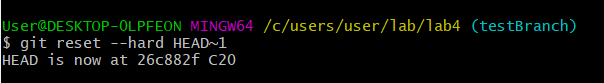 User@DESKTOP-OLPFEON MINGW64 /c/users/user/lab/lab4 (testBranch)
$ git reset --hard HEAD~1
HEAD is now at 26c882f C20